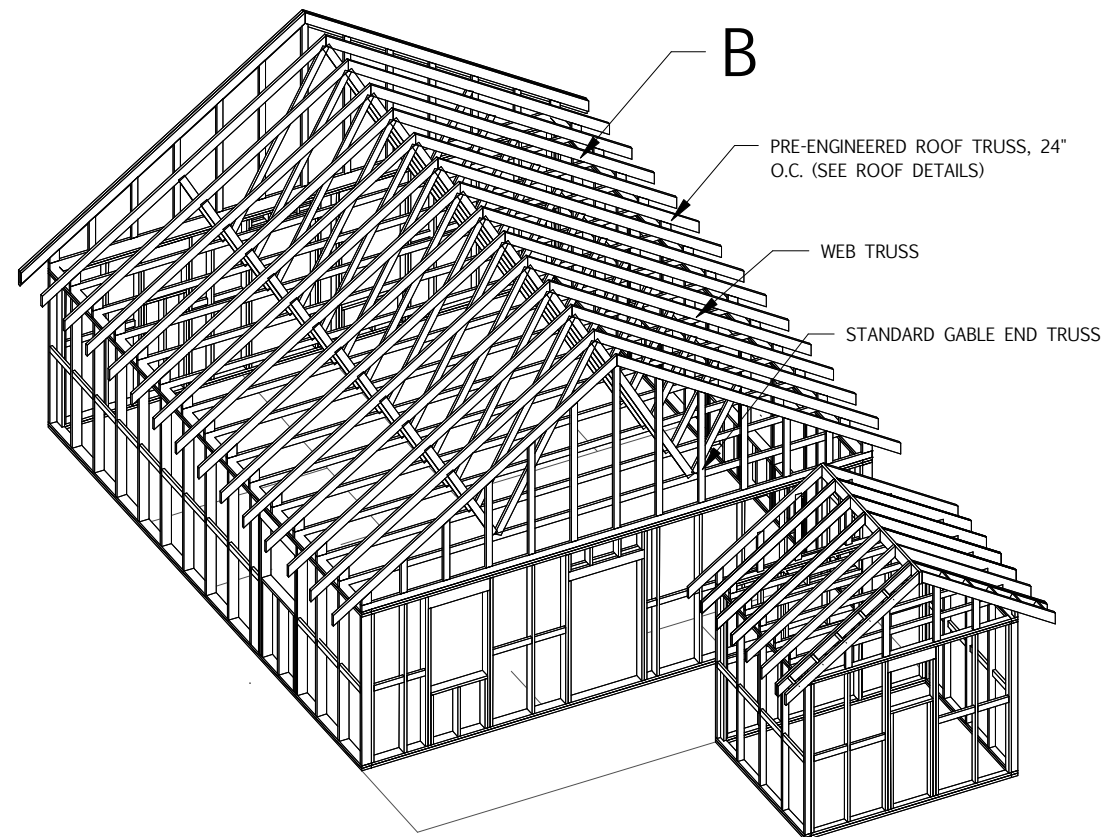 B
PRE-ENGINEERED ROOF TRUSS, 24"
O.C. (SEE ROOF DETAILS)
WEB TRUSS
STANDARD GABLE END TRUSS